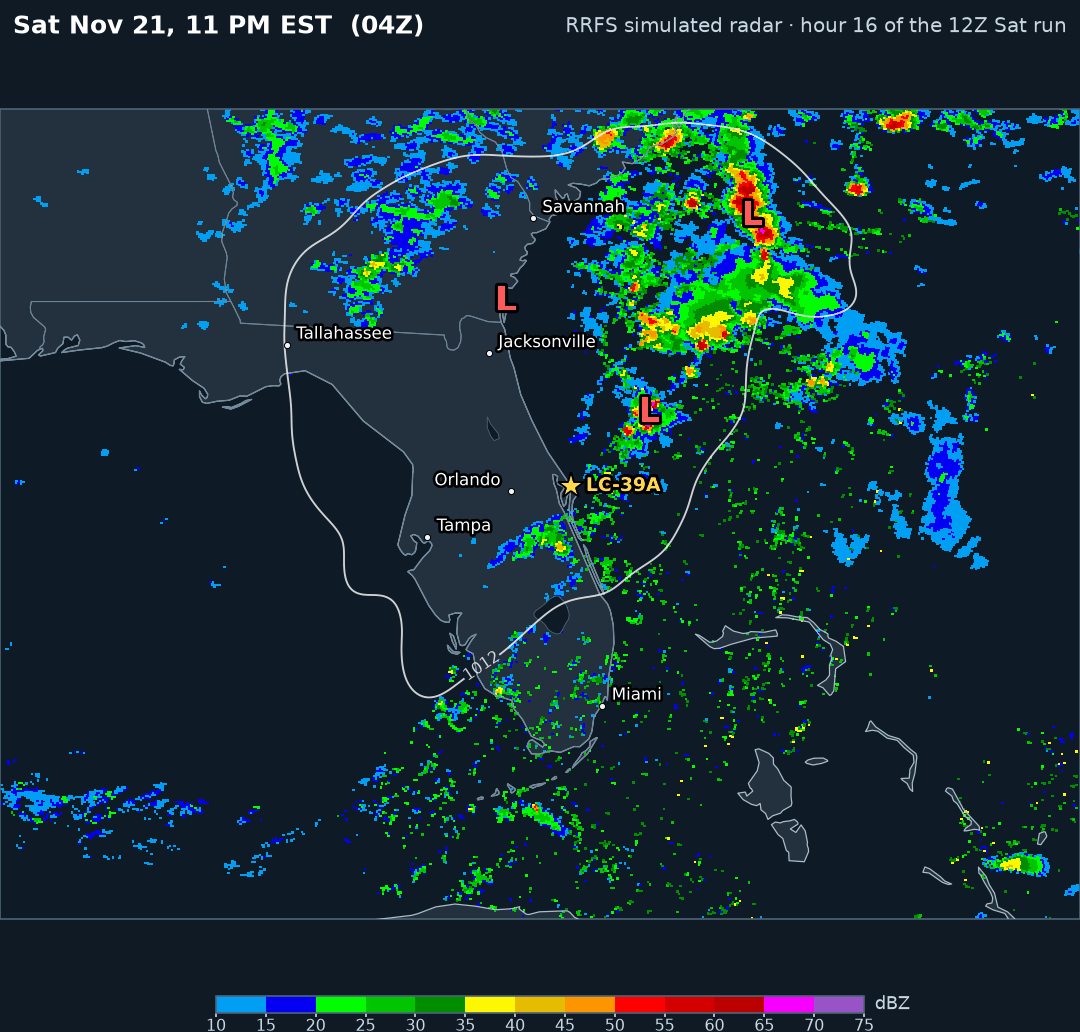 Sat Nov 21, 11 PM EST (04Z)
RRFS simulated radar · hour 16 of the 12Z Sat run
Savannah
L
L
Tallahassee
Jacksonville
L
Orlando
LC-39A
Tampa
1012
Miami
dBZ
10 15 20 25 30 35 40 45 50 55 60 65 70 75